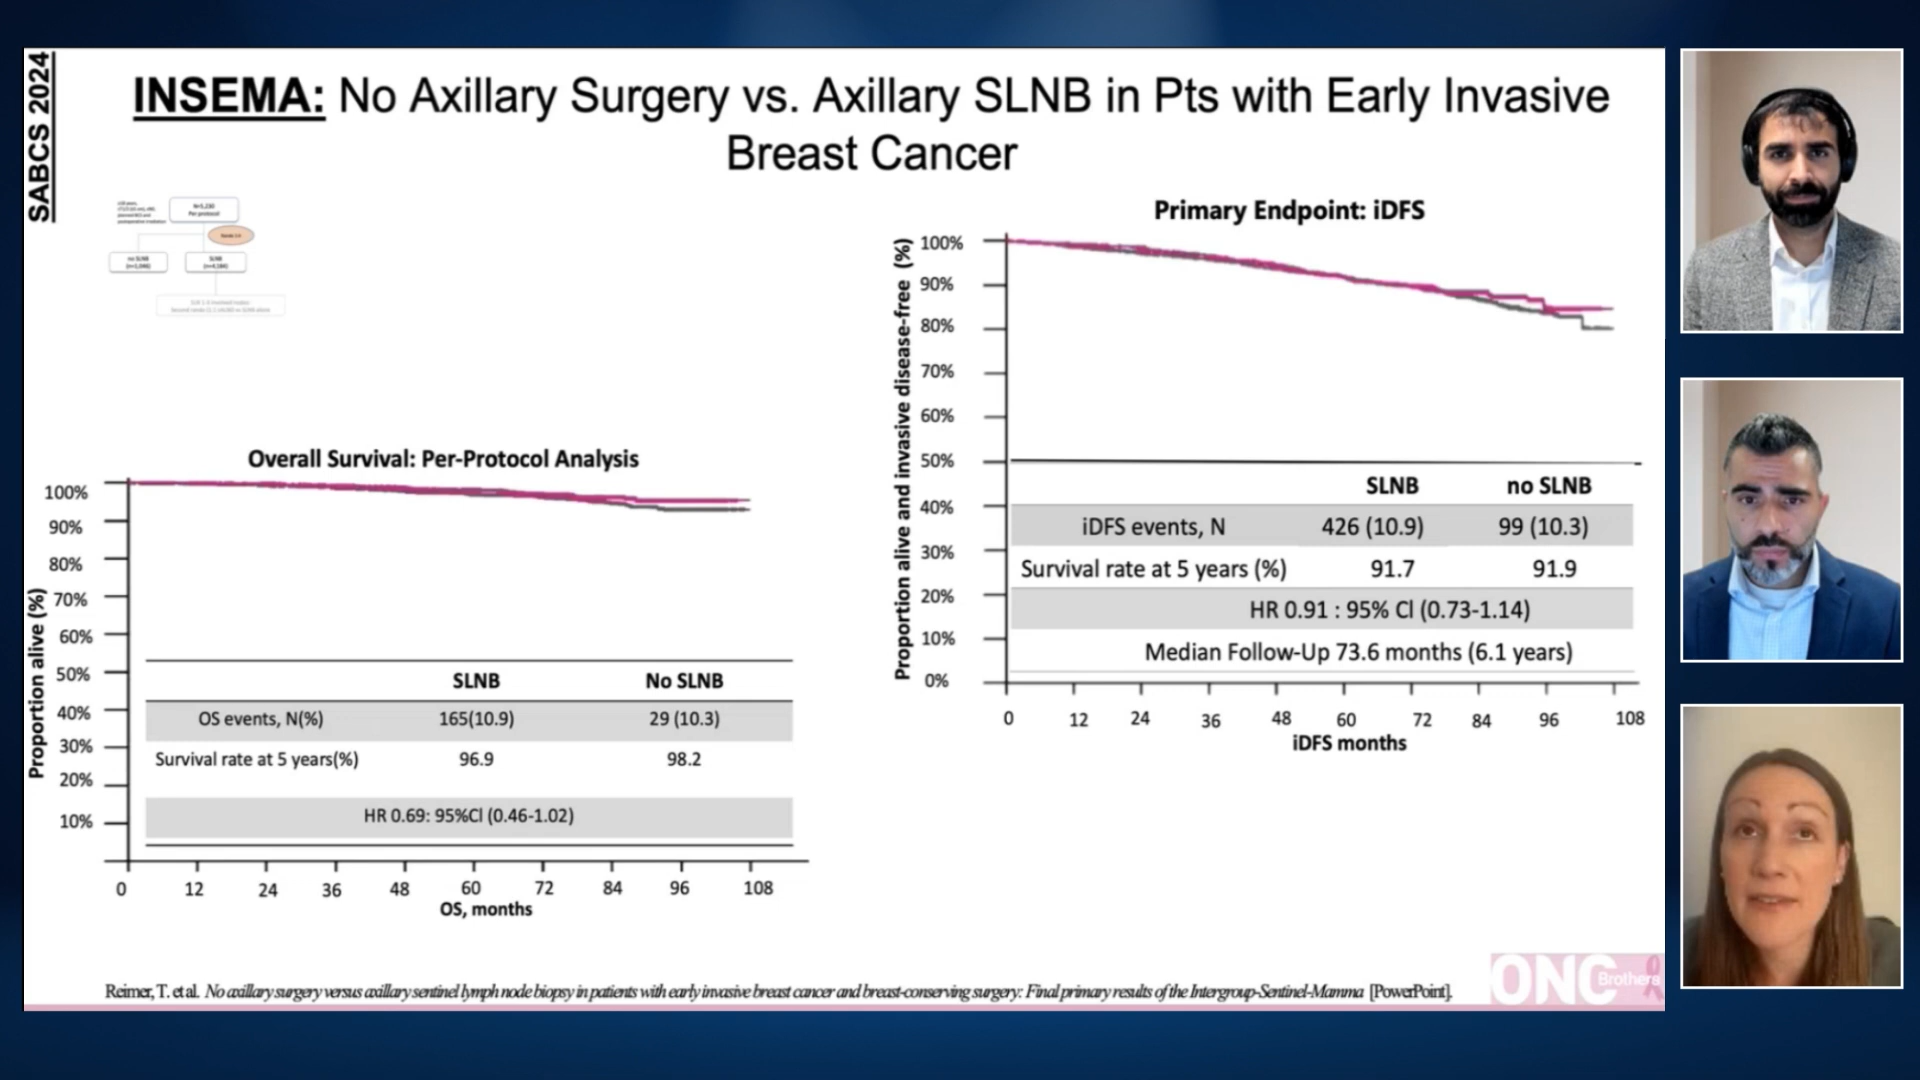 SABCS 2024
INSEMA: No Axillary Surgery vs. Axillary SLNB in Pts with Early Invasive
Breast Cancer
N=5,230
Per protocol
no SLNB
SLNB
Overall Survival: Per-Protocol Analysis
Proportion alive (%)
100%
90%
80%
70%
60%
50%
40%
30%
20%
10%
SLNB No SLNB
OS events, N(%) 165(10.9) 29 (10.3)
Survival rate at 5 years(%) 96.9 98.2
HR 0.69: 95%CI (0.46-1.02)
0 12 24 36 48 60 72 84 96 108
OS, months
Primary Endpoint: iDFS
Proportion alive and invasive disease-free (%)
100%
90%
80%
70%
60%
50%
40%
30%
20%
10%
0%
SLNB no SLNB
iDFS events, N 426 (10.9) 99 (10.3)
Survival rate at 5 years (%) 91.7 91.9
HR 0.91 : 95% CI (0.73-1.14)
Median Follow-Up 73.6 months (6.1 years)
0 12 24 36 48 60 72 84 96 108
iDFS months
Reimer, T. et al. No axillary surgery versus axillary sentinel lymph node biopsy in patients with early invasive breast cancer and breast-conserving surgery: Final primary results of the Intergroup-Sentinel-Mamma [PowerPoint].
ONC Brothers